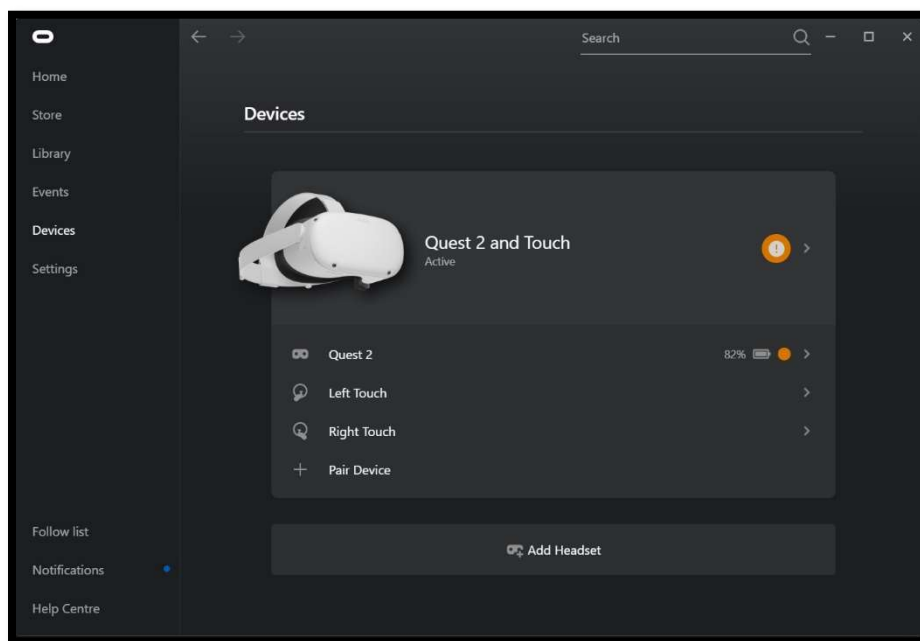 Search
Home
Store
Library
Events
Devices
Settings
Follow list
Notifications
Help Centre
Devices
Quest 2 and Touch
Active
Quest 2
82%
Left Touch
Right Touch
Pair Device
Add Headset